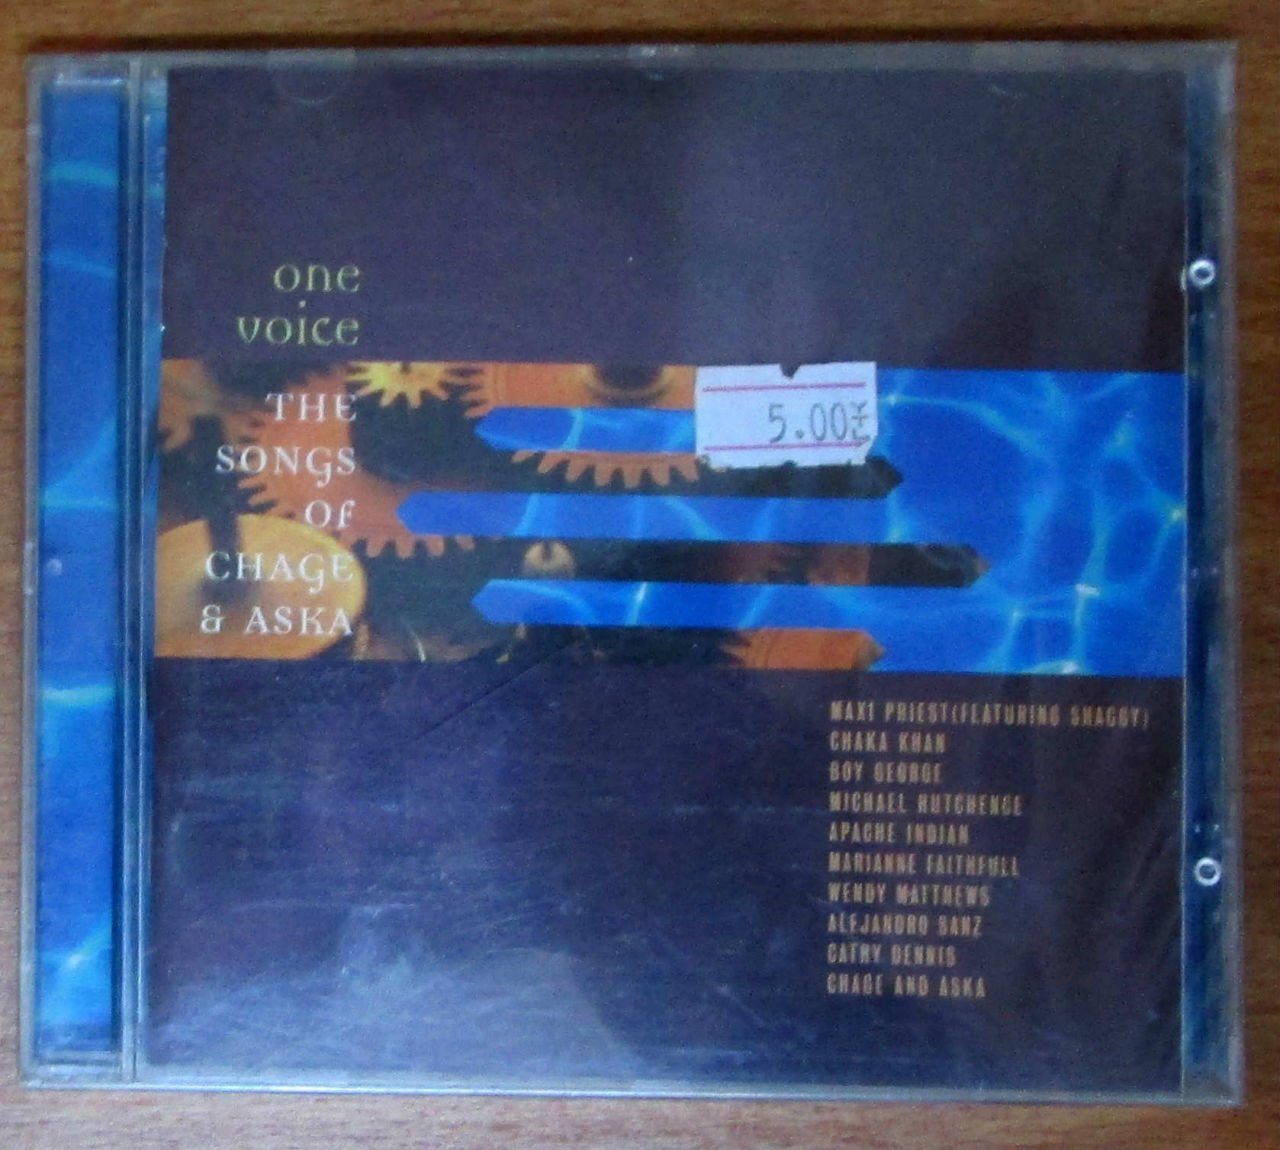 one
voice
THE
SONGS
OF
CHAGE
& ASKA
5.00¥
MAXI PRIEST(FEATURING SHAGGY)
CHAKA KHAN
BOY GEORGE
MICHAEL HUTCHENCE
APACHE INDIAN
MARIANNE FAITHFULL
WENDY MATTHEWS
ALEJANDRO SANZ
CATHY DENNIS
CHAGE AND ASKA